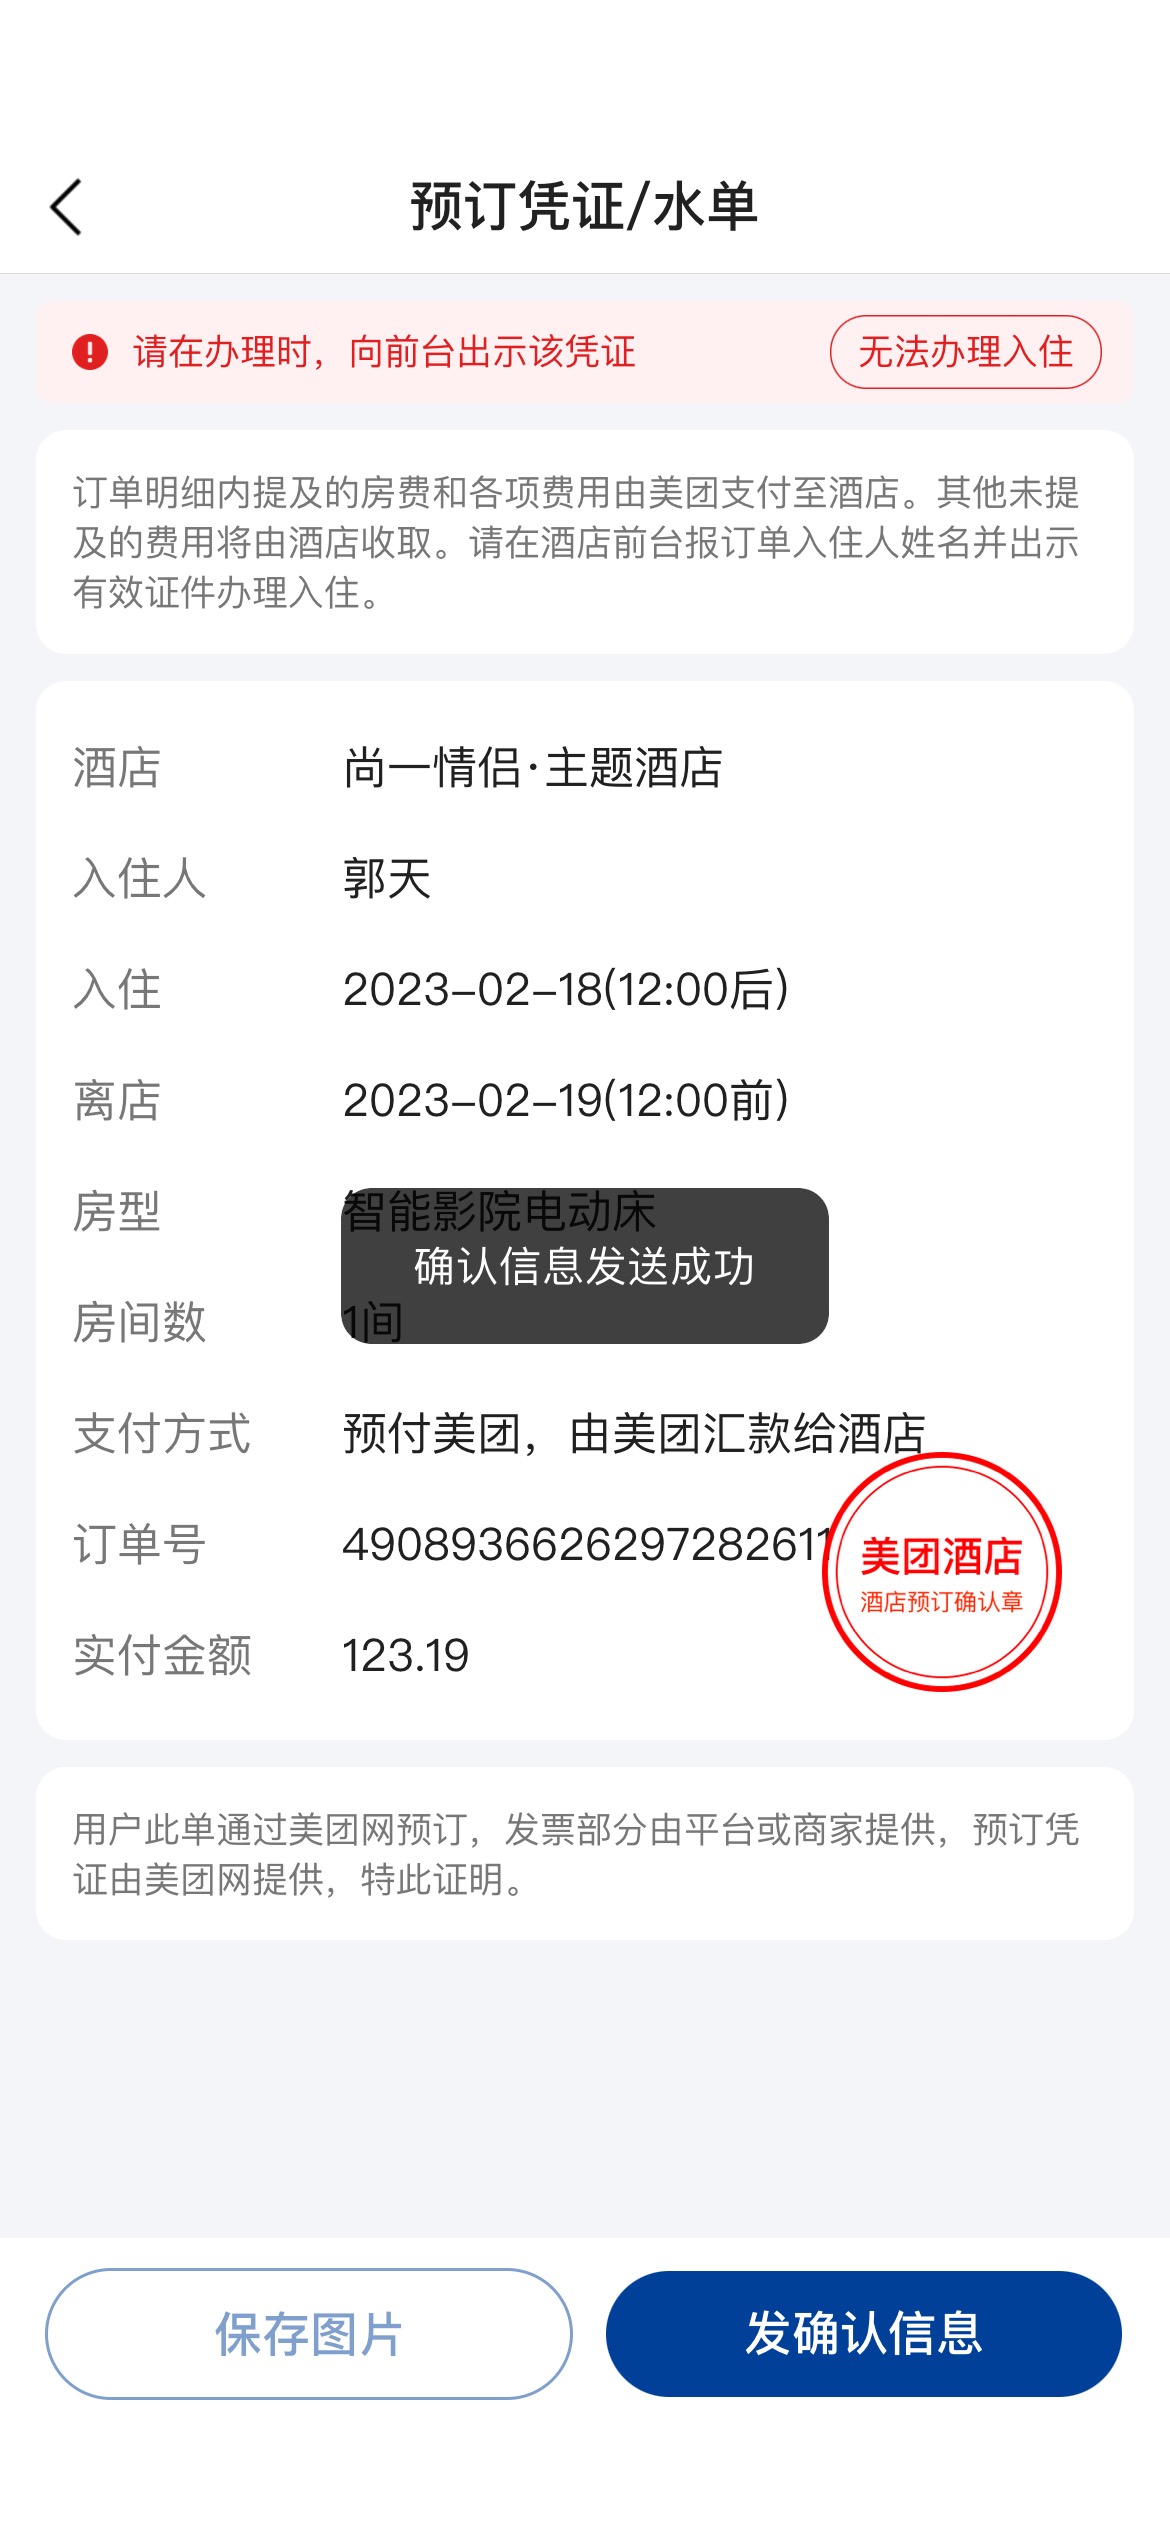 预订凭证/水单
请在办理时，向前台出示该凭证
无法办理入住
订单明细内提及的房费和各项费用由美团支付至酒店。其他未提
及的费用将由酒店收取。请在酒店前台报订单入住人姓名并出示
有效证件办理入住。
酒店 尚一情侣·主题酒店
入住人 郭天
入住 2023-02-18(12:00后)
离店 2023-02-19(12:00前)
房型 智能影院电动床
确认信息发送成功
房间数 1间
支付方式 预付美团，由美团汇款给酒店
订单号 4908936626297282611
美团酒店
酒店预订确认章
实付金额 123.19
用户此单通过美团网预订，发票部分由平台或商家提供，预订凭
证由美团网提供，特此证明。
保存图片
发确认信息